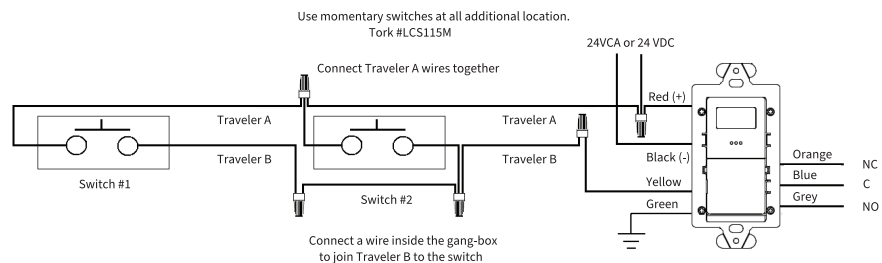 Use momentary switches at all additional location.
Tork #LCS115M
24VCA or 24 VDC
Connect Traveler A wires together
Red (+)
Traveler A
Traveler A
Traveler B
Traveler B
Black (-)
Orange
NC
Switch #1
Yellow
Blue
C
Switch #2
Green
Grey
NO
Connect a wire inside the gang-box
to join Traveler B to the switch